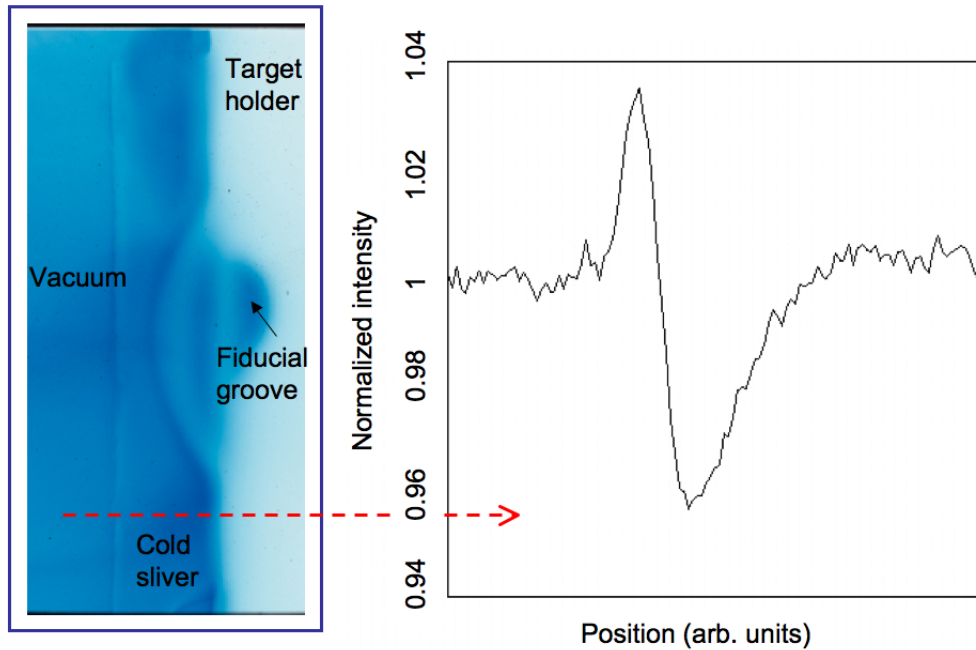 Target
holder
Vacuum
Fiducial
groove
Cold
sliver
Normalized intensity
1.04
1.02
1
0.98
0.96
0.94
Position (arb. units)